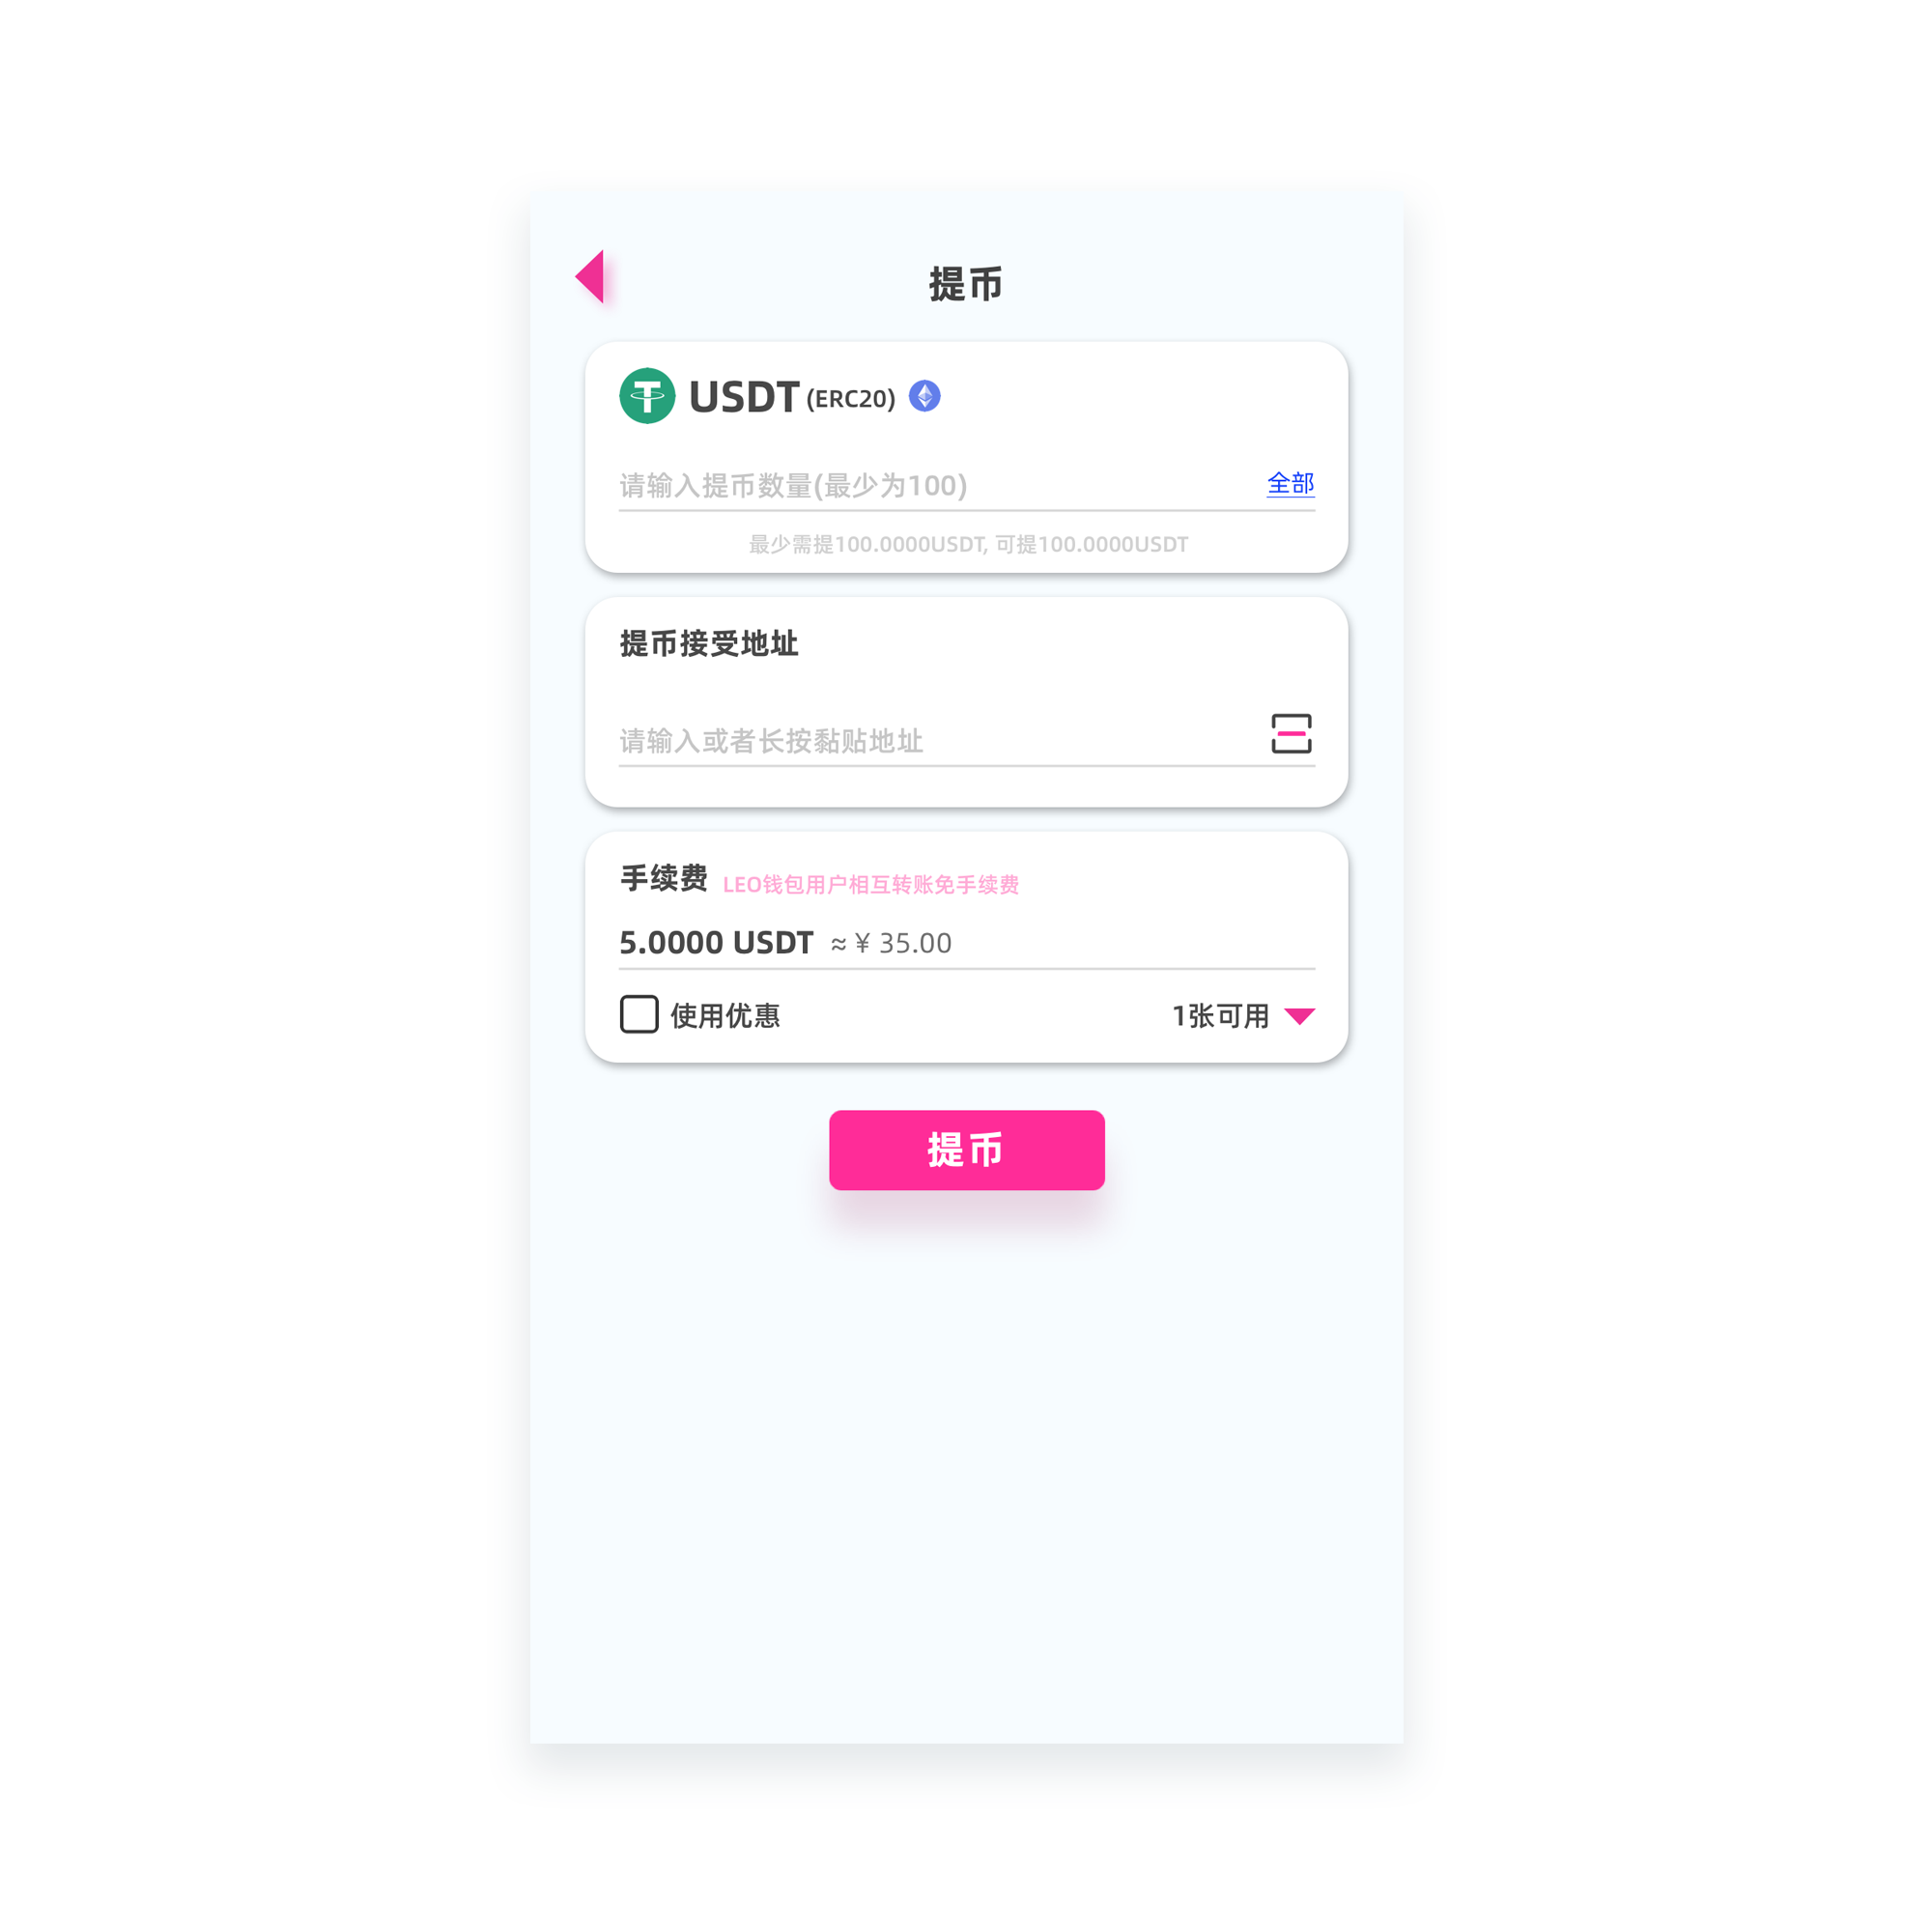 提币
USDT (ERC20)
请输入提币数量(最少为100) 全部
最少需提100.0000USDT, 可提100.0000USDT
提币接受地址
请输入或者长按黏贴地址
手续费 LEO钱包用户相互转账免手续费
5.0000 USDT ≈ ¥ 35.00
使用优惠 1张可用
提币